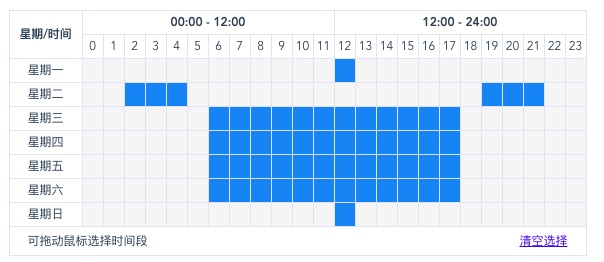 星期/时间
00:00 - 12:00 12:00 - 24:00
0 1 2 3 4 5 6 7 8 9 10 11 12 13 14 15 16 17 18 19 20 21 22 23
星期一
星期二
星期三
星期四
星期五
星期六
星期日
可拖动鼠标选择时间段 清空选择